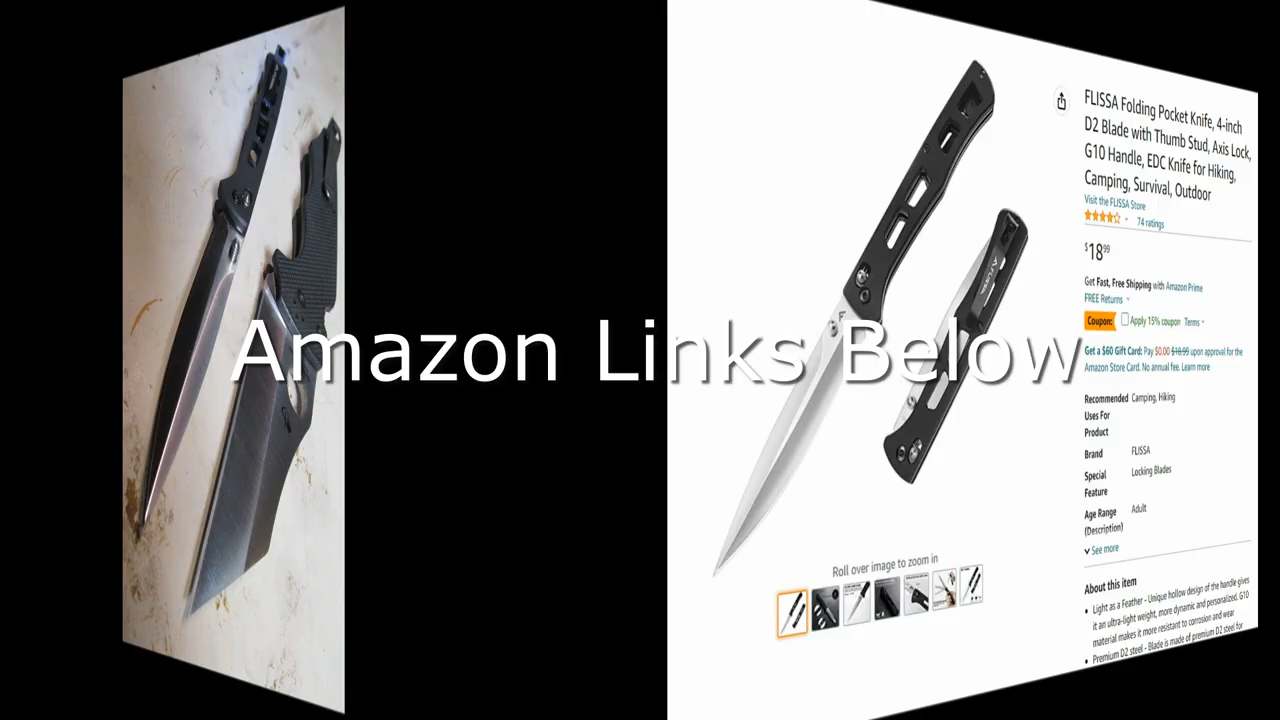 FLISSA Folding Pocket Knife, 4-inch
D2 Blade with Thumb Stud, Axis Lock,
G10 Handle, EDC Knife for Hiking,
Camping, Survival, Outdoor
Visit the FLISSA Store
74 ratings
$1899
Get Fast, Free Shipping with Amazon Prime
FREE Returns
Coupon: Apply 15% coupon Terms
Amazon Links Below
Get a $60 Gift Card: Pay $0.00 $18.99 upon approval for the
Amazon Store Card. No annual fee. Learn more
Recommended Camping, Hiking
Uses For
Product
Brand FLISSA
Special Locking Blades
Feature
Age Range Adult
(Description)
See more
Roll over image to zoom in
About this item
• Light as a Feather - Unique hollow design of the handle gives
it an ultra-light weight, more dynamic and personalized. G10
material makes it more resistant to corrosion and wear
• Premium D2 steel - Blade is made of premium D2 steel for